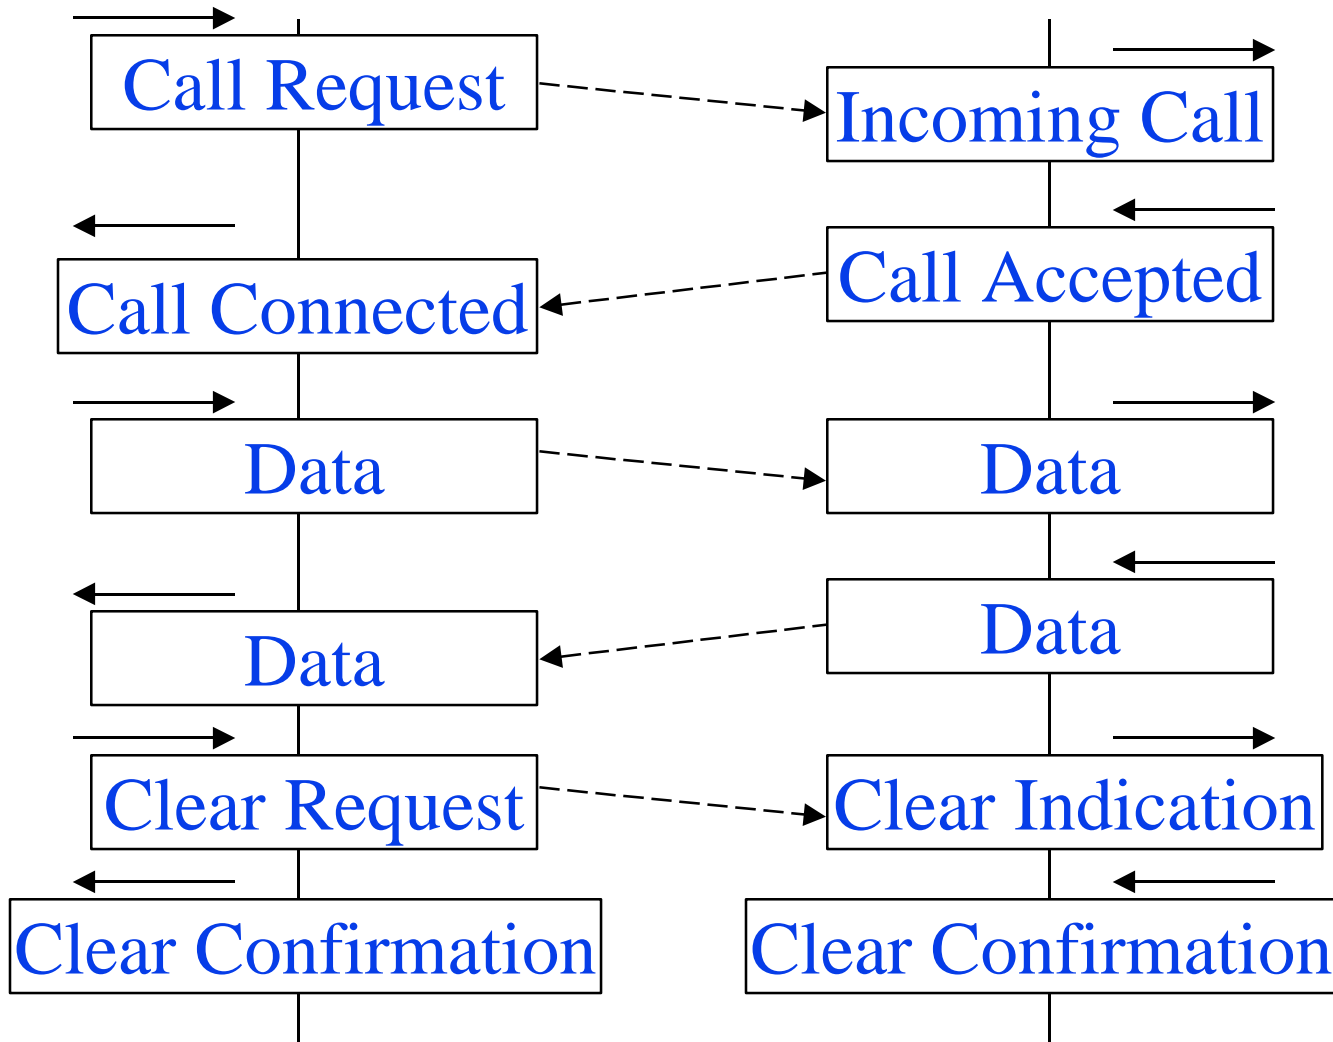 Call Request
Incoming Call
Call Accepted
Call Connected
Data
Data
Data
Data
Clear Request
Clear Indication
Clear Confirmation
Clear Confirmation